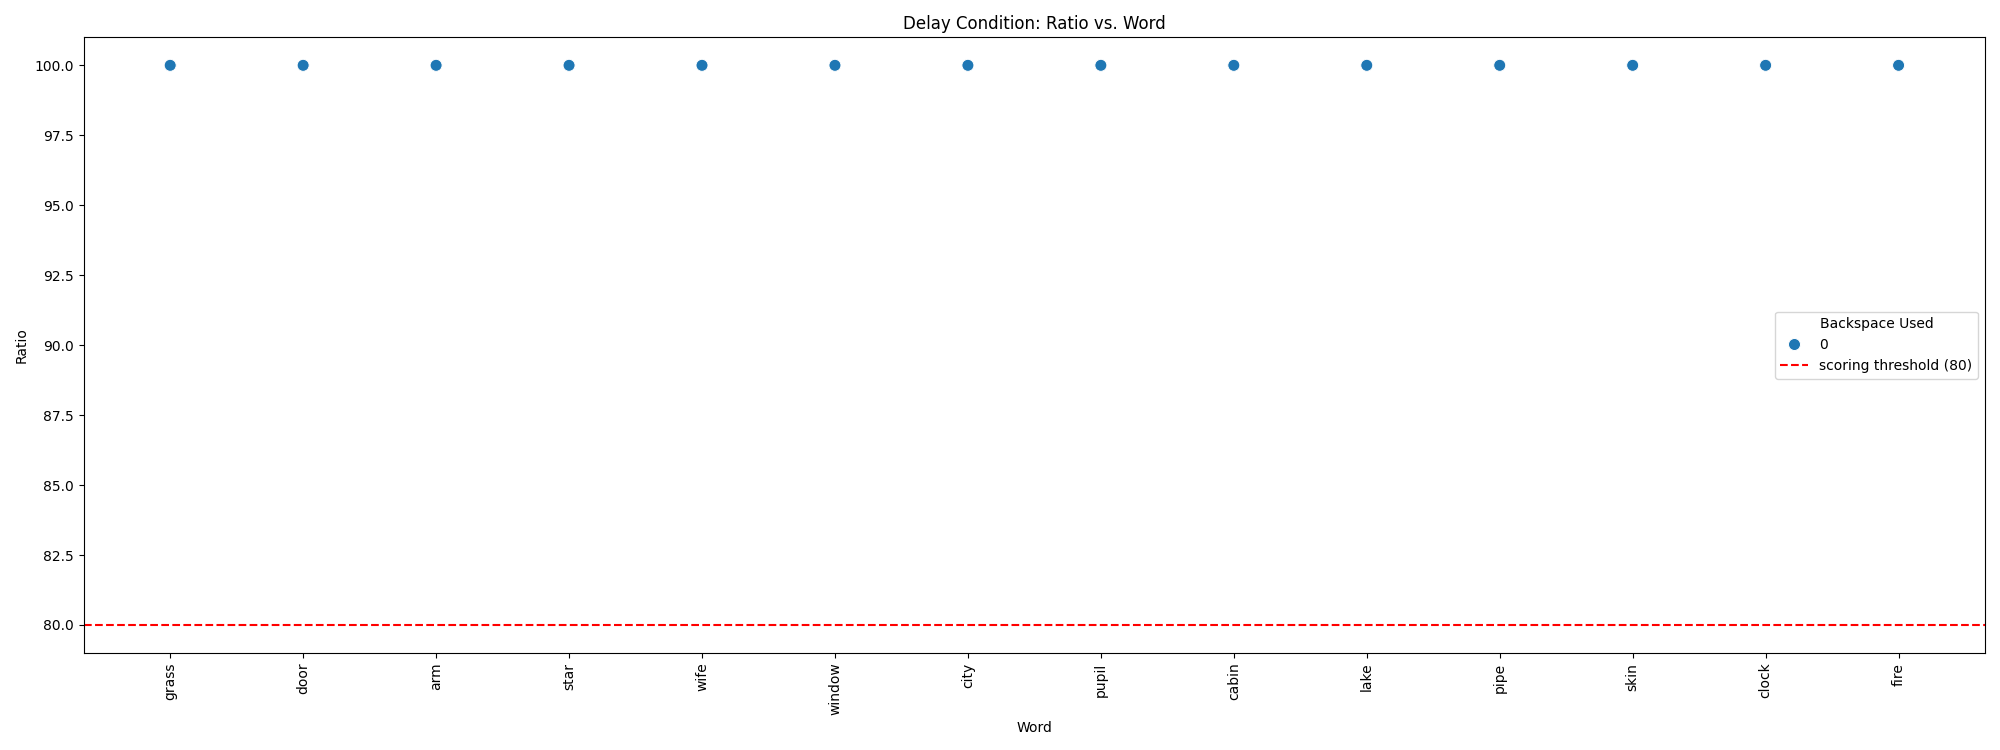 Delay Condition: Ratio vs. Word
Ratio
100.0
97.5
95.0
92.5
90.0
87.5
85.0
82.5
80.0
Backspace Used
0
scoring threshold (80)
grass
door
arm
star
wife
window
city
pupil
cabin
lake
pipe
skin
clock
fire
Word